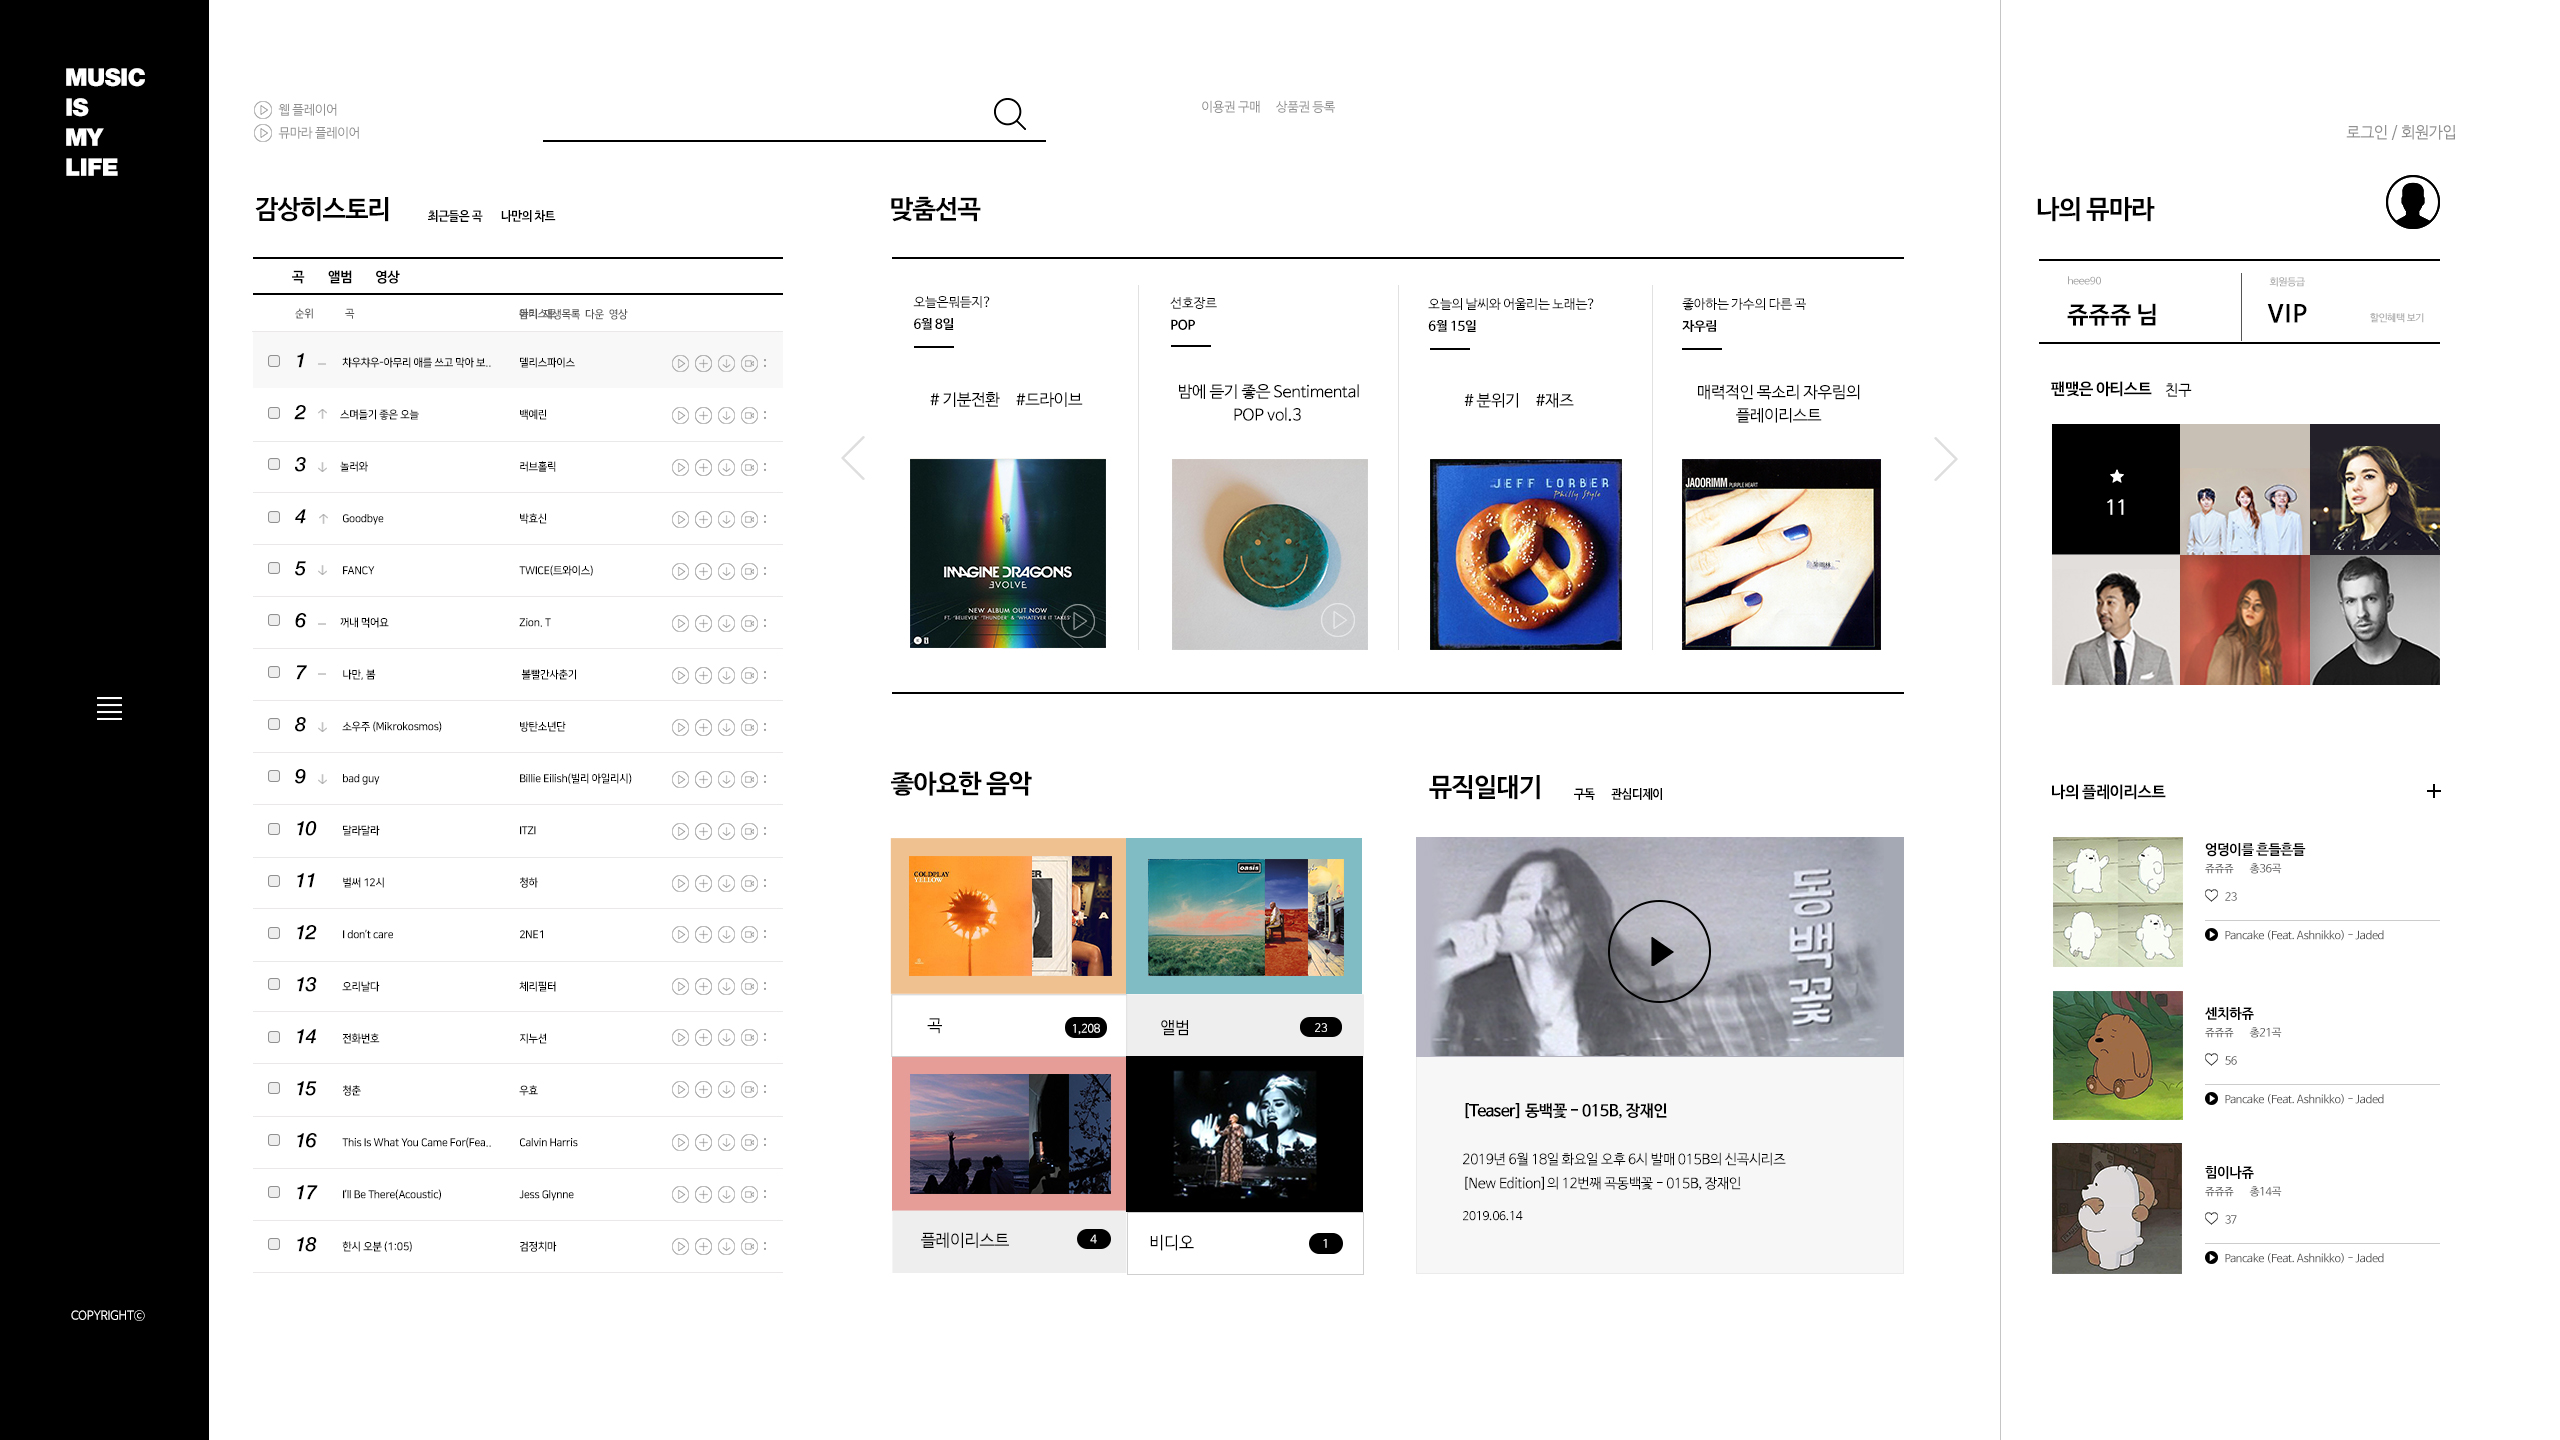 MUSIC
IS
MY
LIFE
COPYRIGHT©
웹 플레이어
뮤마라 플레이어
이용권 구매 상품권 등록
로그인 / 회원가입
감상히스토리 최근들은 곡 나만의 차트
곡 앨범 영상
순위 곡 재생목록 다운 영상
1 챠우챠우-아무리 애를 쓰고 막아 보.. 델리스파이스
2 스며들기 좋은 오늘 백예린
3 놀러와 러브홀릭
4 Goodbye 박효신
5 FANCY TWICE(트와이스)
6 꺼내 먹어요 Zion. T
7 나만, 봄 볼빨간사춘기
8 소우주 (Mikrokosmos) 방탄소년단
9 bad guy Billie Eilish(빌리 아일리시)
10 달라달라 ITZI
11 벌써 12시 청하
12 I don't care 2NE1
13 오리날다 체리필터
14 전화번호 지누션
15 청춘 우효
16 This Is What You Came For(Fea.. Calvin Harris
17 I'll Be There(Acoustic) Jess Glynne
18 한시 오분 (1:05) 검정치마
맞춤선곡
오늘은뭐듣지?
6월 8일
# 기분전환 #드라이브
IMAGINE DRAGONS
EVOLVE
NEW ALBUM OUT NOW
FT. "BELIEVER" "THUNDER" & "WHATEVER IT TAKES"
선호장르
POP
밤에 듣기 좋은 Sentimental
POP vol.3
오늘의 날씨와 어울리는 노래는?
6월 15일
# 분위기 #재즈
JEFF LORBER
Philly Style
좋아하는 가수의 다른 곡
자우림
매력적인 목소리 자우림의
플레이리스트
JAOORIMM PURPLE HEART
좋아요한 음악
COLDPLAY
YELLOW
oasis
곡 1,208
앨범 23
플레이리스트 4
비디오 1
뮤직일대기 구독 관심디제이
동백꽃
[Teaser] 동백꽃 - 015B, 장재인
2019년 6월 18일 화요일 오후 6시 발매 015B의 신곡시리즈
[New Edition]의 12번째 곡동백꽃 - 015B, 장재인
2019.06.14
나의 뮤마라
heee90
쥬쥬쥬 님
회원등급
VIP
할인혜택 보기
팬맺은 아티스트 친구
11
나의 플레이리스트 +
엉덩이를 흔들흔들
쥬쥬쥬 총36곡
23
Pancake (Feat. Ashnikko) - Jaded
센치하쥬
쥬쥬쥬 총21곡
56
Pancake (Feat. Ashnikko) - Jaded
힘이나쥬
쥬쥬쥬 총14곡
37
Pancake (Feat. Ashnikko) - Jaded